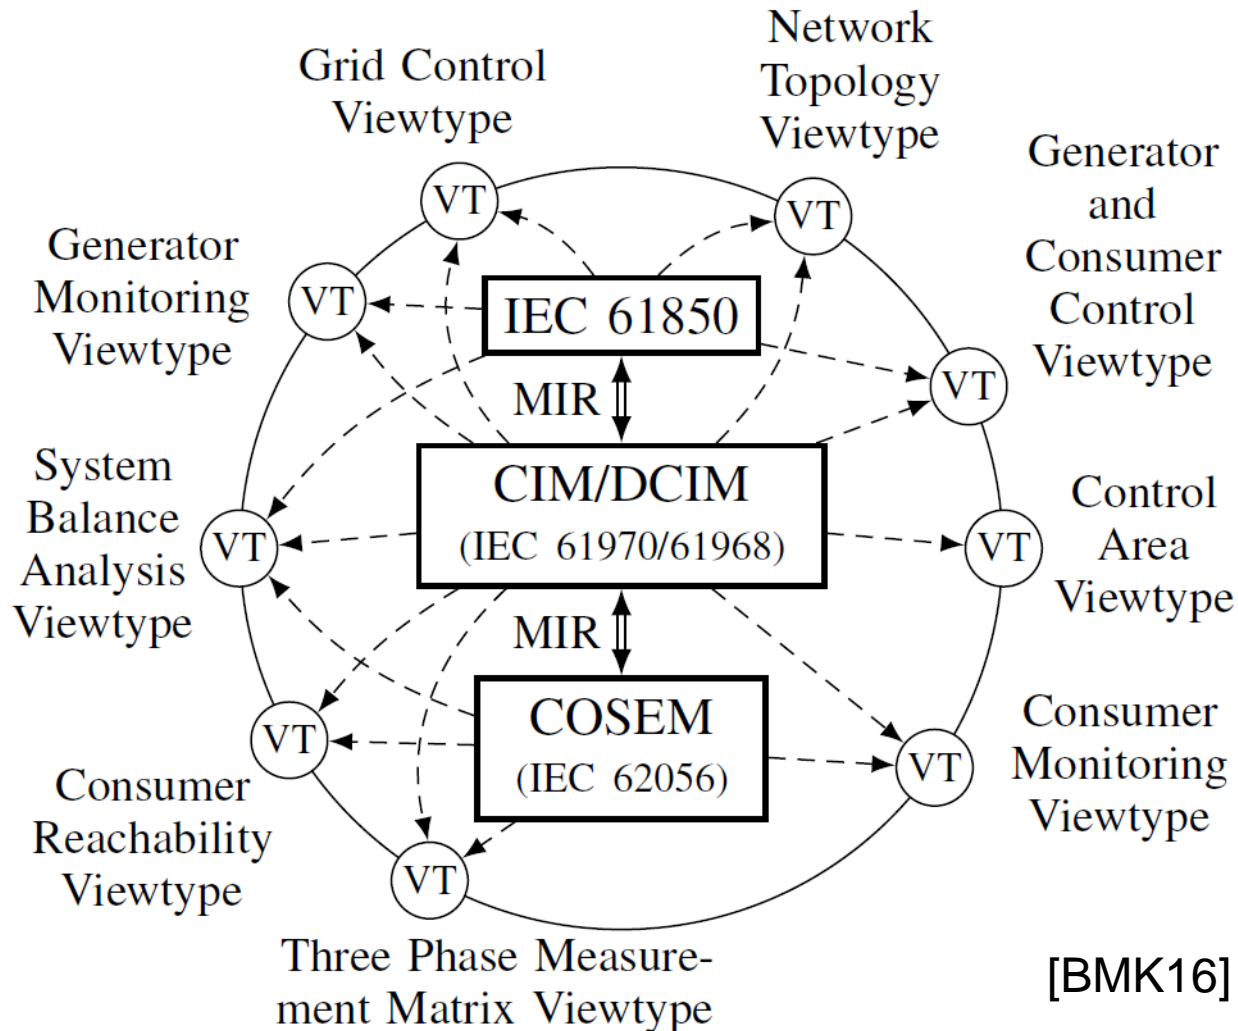 Network
Topology
Viewtype
Grid Control
Viewtype
Generator
and
Consumer
Control
Viewtype
VT
VT
Generator
Monitoring
Viewtype
VT
IEC 61850
VT
MIR
System
Balance
Analysis
Viewtype
VT
CIM/DCIM
(IEC 61970/61968)
VT
Control
Area
Viewtype
MIR
COSEM
(IEC 62056)
VT
VT
Consumer
Monitoring
Viewtype
Consumer
Reachability
Viewtype
VT
Three Phase Measure-
ment Matrix Viewtype
[BMK16]